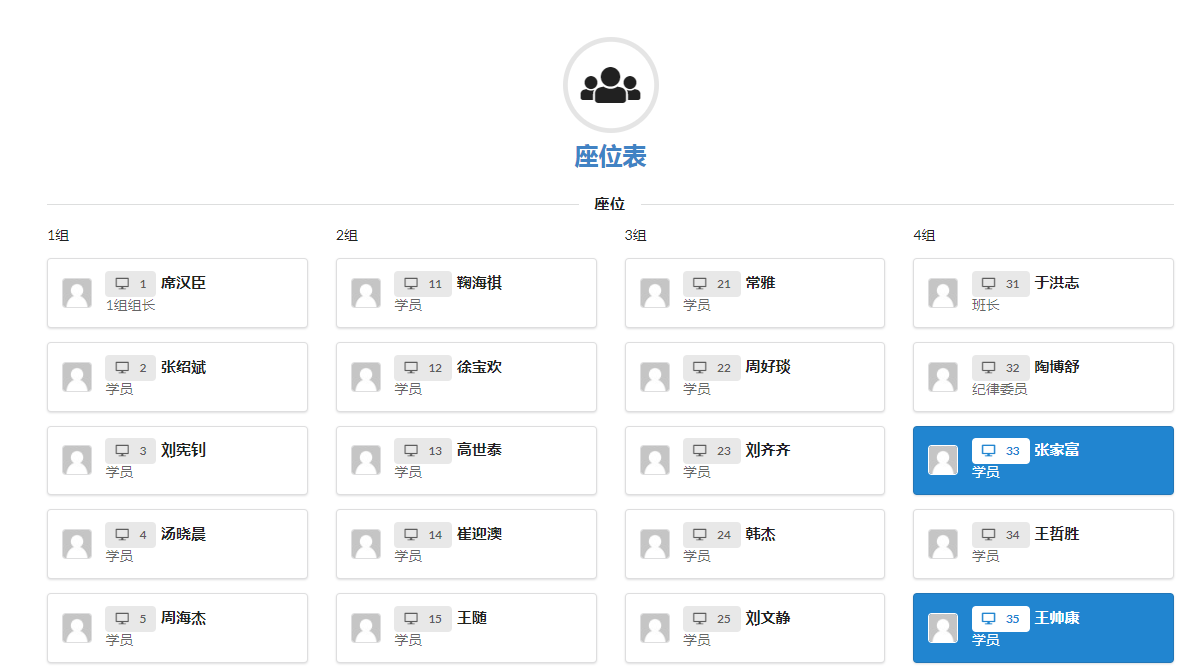 座位表
座位
1组
2组
3组
4组
1 席汉臣
1组组长
11 鞠海祺
学员
21 常雅
学员
31 于洪志
班长
2 张绍斌
学员
12 徐宝欢
学员
22 周好琰
学员
32 陶博舒
纪律委员
3 刘宪钊
学员
13 高世泰
学员
23 刘齐齐
学员
33 张家富
学员
4 汤晓晨
学员
14 崔迎澳
学员
24 韩杰
学员
34 王哲胜
学员
5 周海杰
学员
15 王随
学员
25 刘文静
学员
35 王帅康
学员